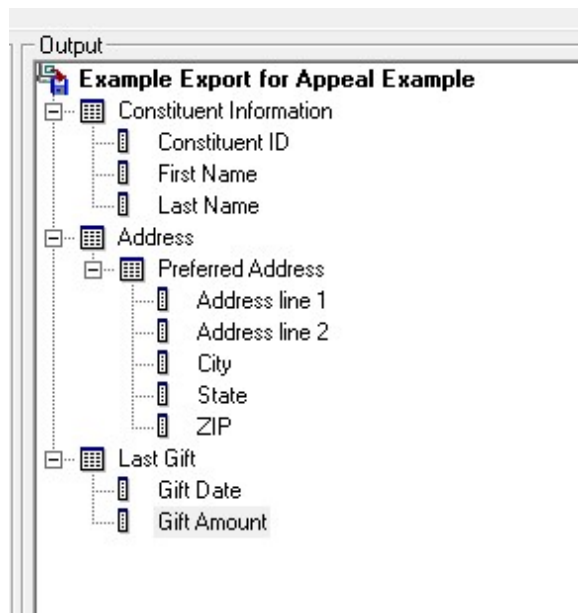 Output
Example Export for Appeal Example
Constituent Information
Constituent ID
First Name
Last Name
Address
Preferred Address
Address line 1
Address line 2
City
State
ZIP
Last Gift
Gift Date
Gift Amount